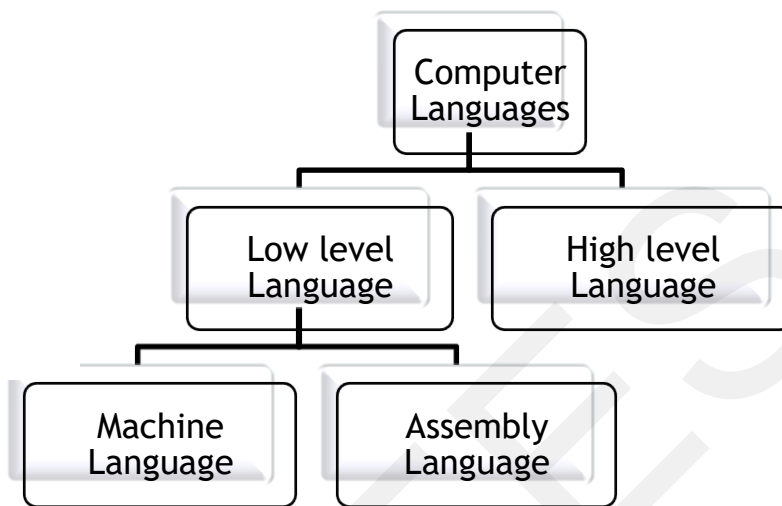 Computer
Languages
Low level
Language
High level
Language
Machine
Language
Assembly
Language